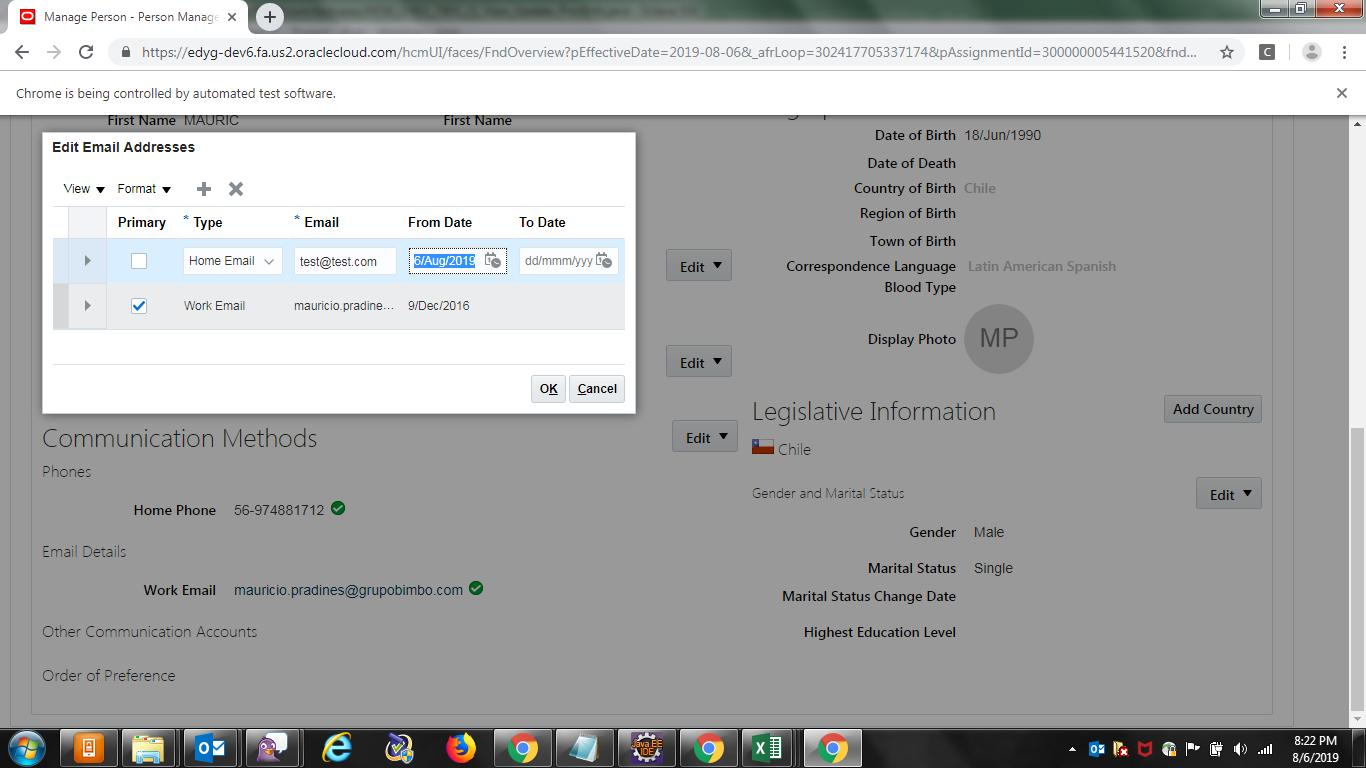 Manage Person - Person Manage
https://edyg-dev6.fa.us2.oraclecloud.com/hcmUI/faces/FndOverview?pEffectiveDate=2019-08-06&_afrLoop=302417705337174&pAssignmentId=300000005441520&fnd...
C
Chrome is being controlled by automated test software.
First Name MAURIC First Name
Edit Email Addresses
View Format
Primary * Type * Email From Date To Date
Home Email test@test.com 6/Aug/2019 dd/mmm/yyy
Work Email mauricio.pradine... 9/Dec/2016
OK Cancel
Edit
Edit
Edit
Date of Birth 18/Jun/1990
Date of Death
Country of Birth Chile
Region of Birth
Town of Birth
Correspondence Language Latin American Spanish
Blood Type
Display Photo MP
Communication Methods
Phones
Home Phone 56-974881712
Email Details
Work Email mauricio.pradines@grupobimbo.com
Other Communication Accounts
Order of Preference
Legislative Information Add Country
Chile
Gender and Marital Status Edit
Gender Male
Marital Status Single
Marital Status Change Date
Highest Education Level
Java EE
IDE
8:22 PM
8/6/2019